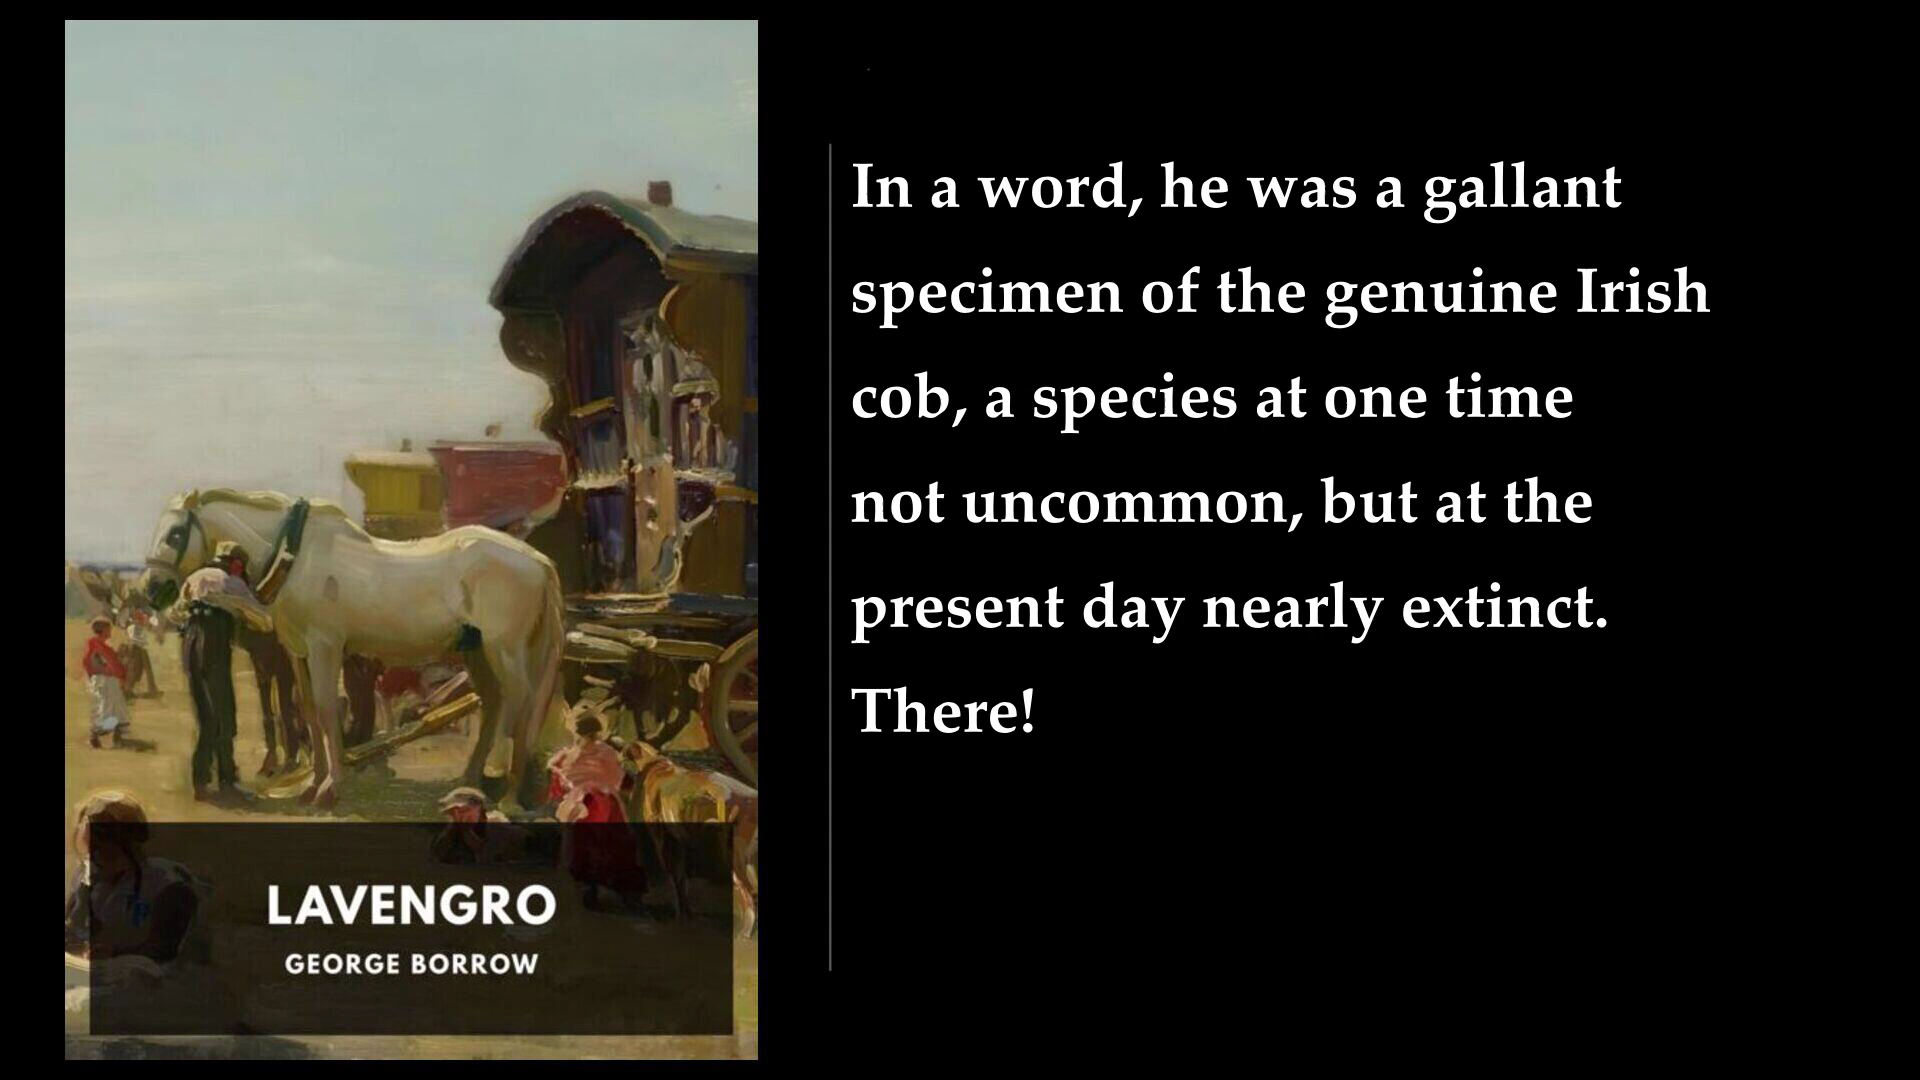 In a word, he was a gallant
specimen of the genuine Irish
cob, a species at one time
not uncommon, but at the
present day nearly extinct.
There!
LAVENGRO
GEORGE BORROW